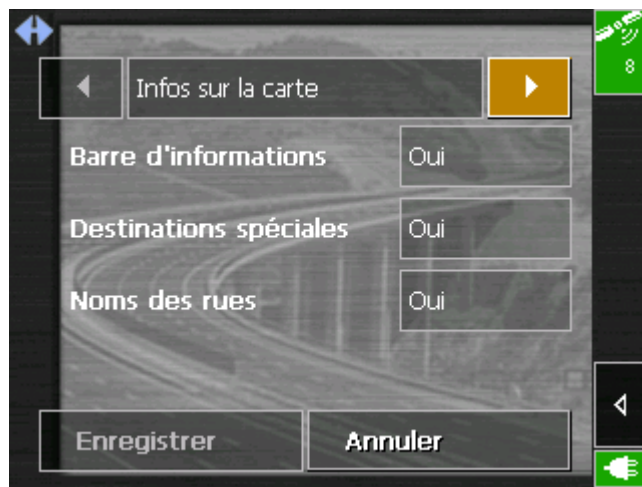 Infos sur la carte
8
Barre d'informations Oui
Destinations spéciales Oui
Noms des rues Oui
Enregistrer Annuler